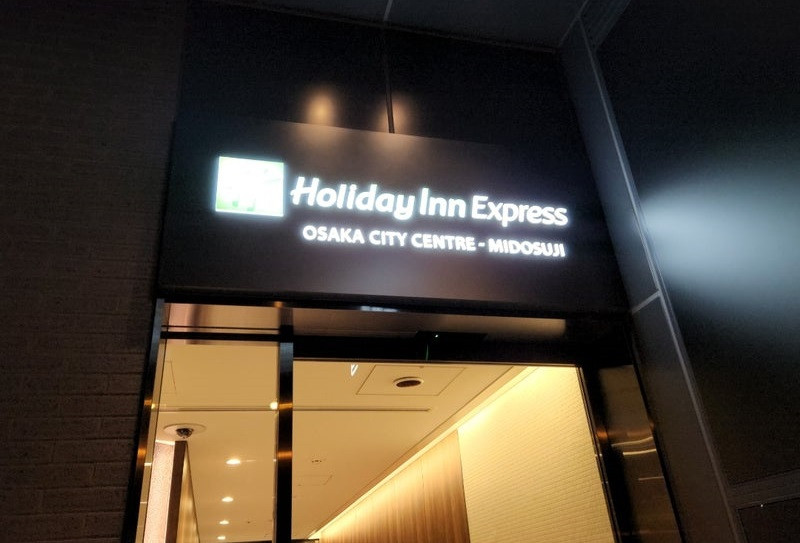 Holiday Inn Express
OSAKA CITY CENTRE - MIDOSUJI